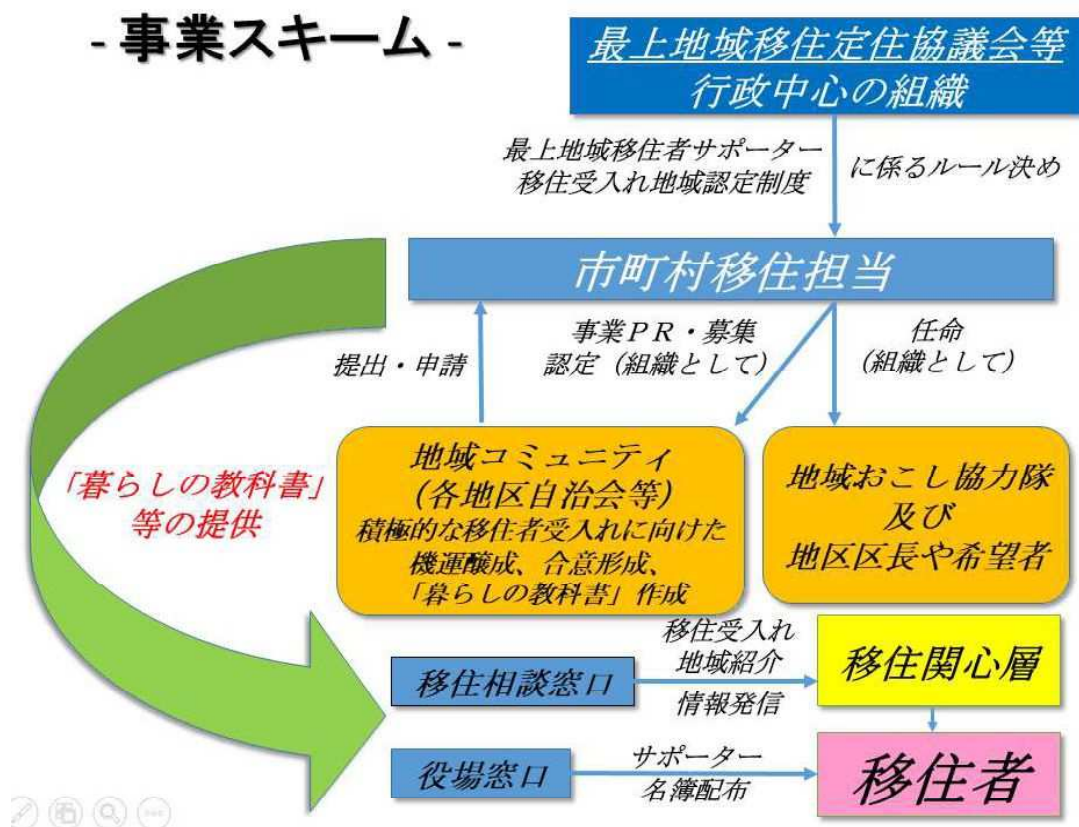 - 事業スキーム -
最上地域移住定住協議会等
行政中心の組織
最上地域移住者サポーター
移住受入れ地域認定制度
に係るルール決め
市町村移住担当
提出・申請
事業PR・募集
認定（組織として）
任命
（組織として）
「暮らしの教科書」
等の提供
地域コミュニティ
（各地区自治会等）
積極的な移住者受入れに向けた
機運醸成、合意形成、
「暮らしの教科書」作成
地域おこし協力隊
及び
地区区長や希望者
移住相談窓口
移住受入れ
地域紹介
情報発信
移住関心層
役場窓口
サポーター
名簿配布
移住者